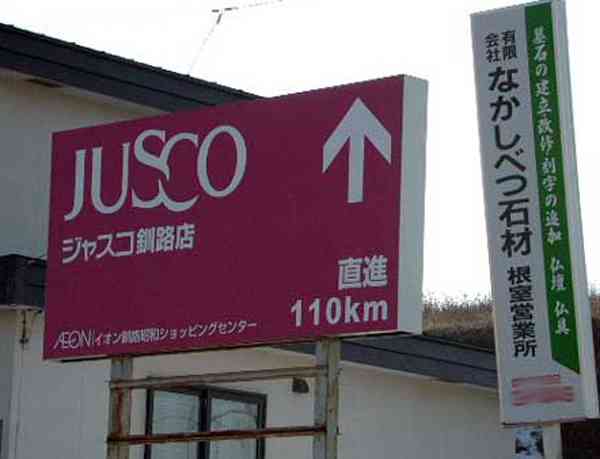 JUSCO
ジャスコ釧路店
直進
110km
ÆON イオン釧路昭和ショッピングセンター
墓石の建立・改修・刻字の追加 仏壇 仏具
有限会社 なかしべつ石材 根室営業所